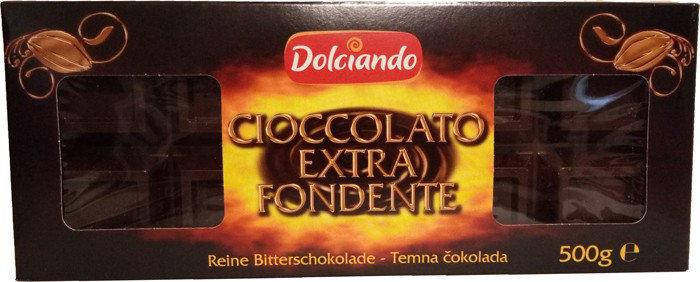 Dolciando
CIOCCOLATO
EXTRA
FONDENTE
Reine Bitterschokolade - Temna čokolada
500g ℮